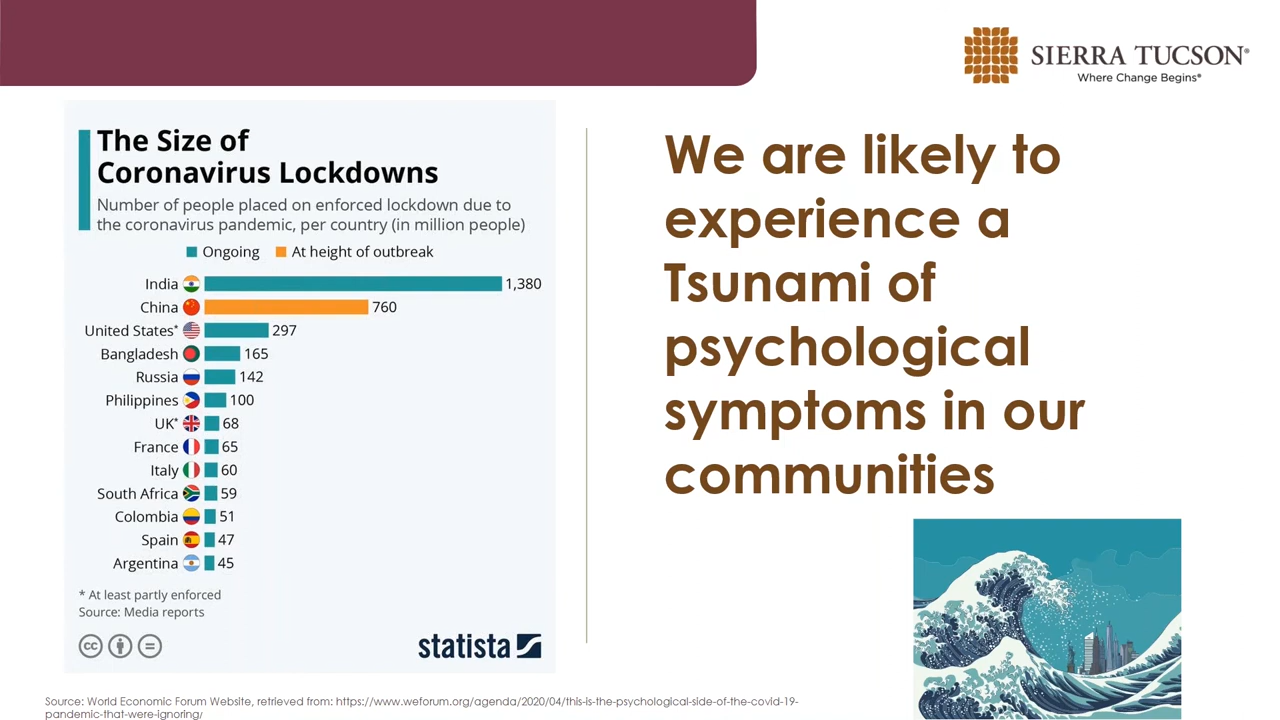 SIERRA TUCSON®
Where Change Begins®
The Size of
Coronavirus Lockdowns
Number of people placed on enforced lockdown due to
the coronavirus pandemic, per country (in million people)
Ongoing At height of outbreak
India 1,380
China 760
United States* 297
Bangladesh 165
Russia 142
Philippines 100
UK* 68
France 65
Italy 60
South Africa 59
Colombia 51
Spain 47
Argentina 45
* At least partly enforced
Source: Media reports
cc
statista
We are likely to
experience a
Tsunami of
psychological
symptoms in our
communities
Source: World Economic Forum Website, retrieved from: https://www.weforum.org/agenda/2020/04/this-is-the-psychological-side-of-the-covid-19-
pandemic-that-were-ignoring/